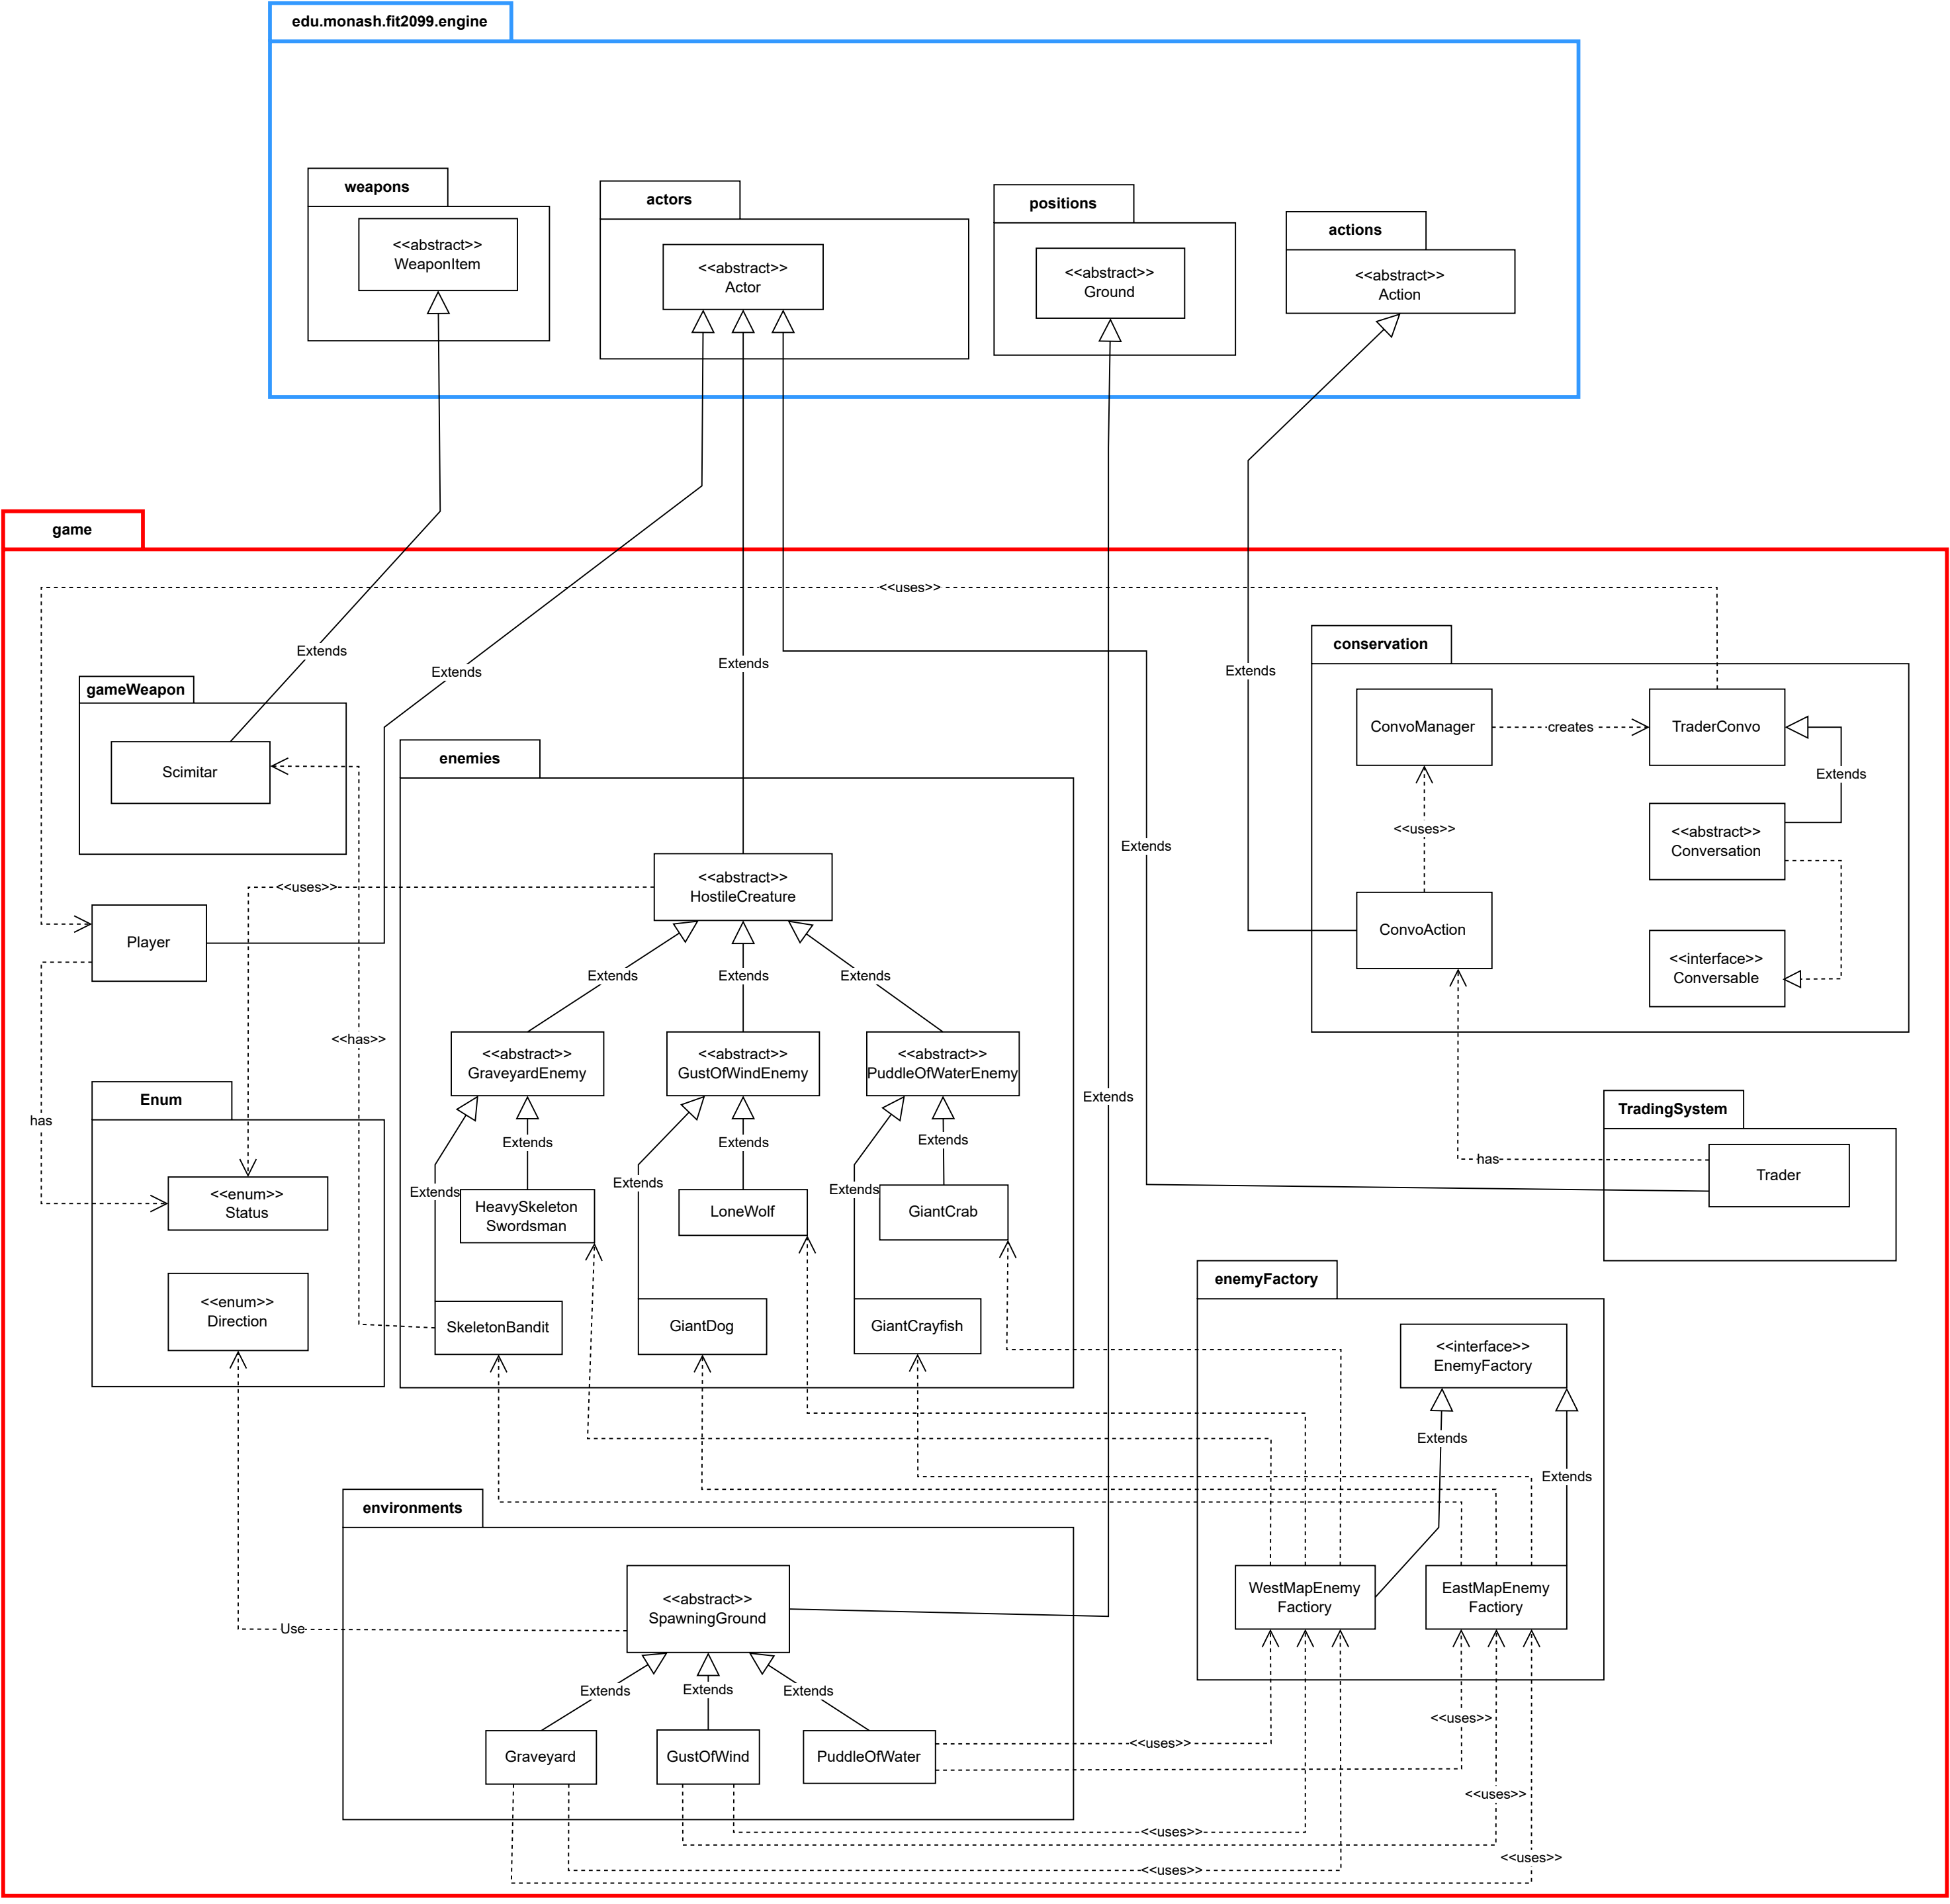 edu.monash.fit2099.engine
weapons
<<abstract>>
WeaponItem
actors
<<abstract>>
Actor
positions
<<abstract>>
Ground
actions
<<abstract>>
Action
game
<<uses>>
Extends
Extends
Extends
Extends
conservation
ConvoManager
creates
TraderConvo
Extends
<<uses>>
<<abstract>>
Conversation
ConvoAction
<<interface>>
Conversable
gameWeapon
Scimitar
enemies
Extends
<<abstract>>
HostileCreature
<<uses>>
Player
Extends
Extends
Extends
<<has>>
<<abstract>>
GraveyardEnemy
<<abstract>>
GustOfWindEnemy
<<abstract>>
PuddleOfWaterEnemy
Extends
has
Enum
<<enum>>
Status
<<enum>>
Direction
Extends
Extends
Extends
Extends
Extends
Extends
HeavySkeleton
Swordsman
LoneWolf
GiantCrab
SkeletonBandit
GiantDog
GiantCrayfish
TradingSystem
has
Trader
enemyFactory
<<interface>>
EnemyFactory
Extends
Extends
WestMapEnemy
Factiory
EastMapEnemy
Factiory
environments
<<abstract>>
SpawningGround
Use
Extends
Extends
Extends
Graveyard
GustOfWind
PuddleOfWater
<<uses>>
<<uses>>
<<uses>>
<<uses>>
<<uses>>
<<uses>>